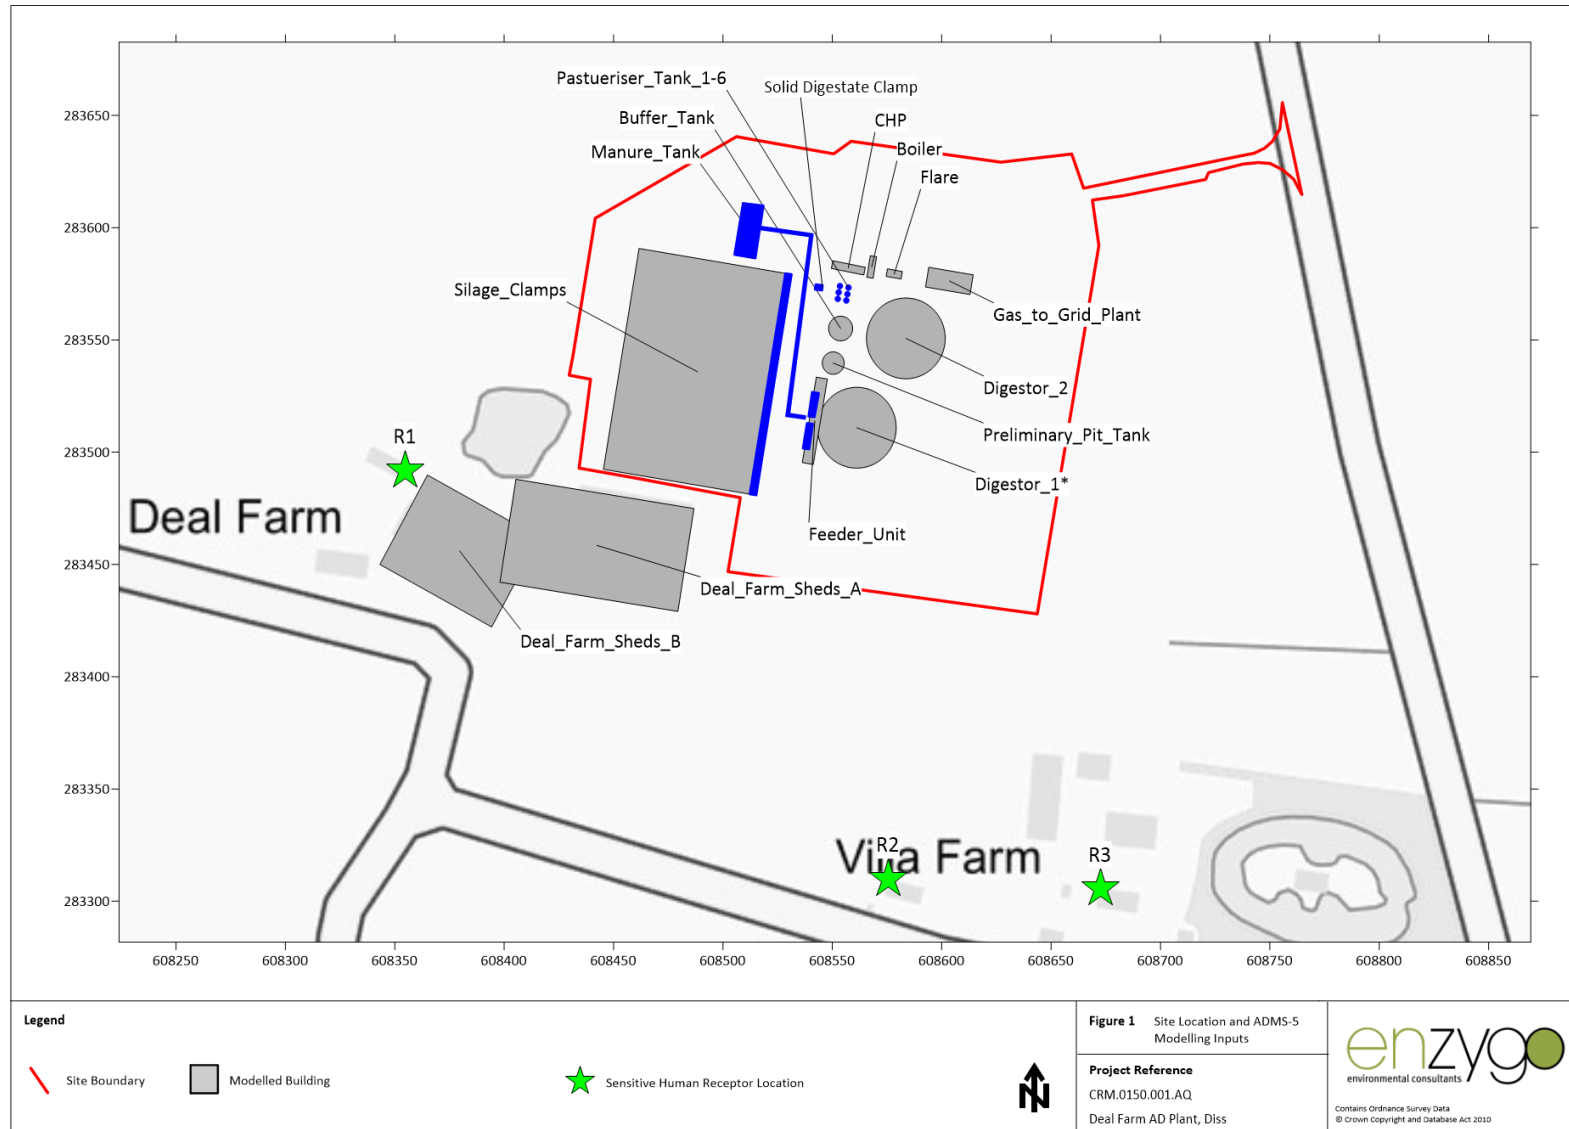 Pastueriser_Tank_1-6
Solid Digestate Clamp
Buffer_Tank
CHP
Manure_Tank
Boiler
Flare
283650
283600
283550
283500
283450
283400
283350
283300
Silage_Clamps
Gas_to_Grid_Plant
Digestor_2
Preliminary_Pit_Tank
Digestor_1*
Feeder_Unit
R1
Deal Farm
Deal_Farm_Sheds_A
Deal_Farm_Sheds_B
R2
R3
Villa Farm
608250
608300
608350
608400
608450
608500
608550
608600
608650
608700
608750
608800
608850
Legend
Site Boundary
Modelled Building
Sensitive Human Receptor Location
N
Figure 1 Site Location and ADMS-5
Modelling Inputs
Project Reference
CRM.0150.001.AQ
Deal Farm AD Plant, Diss
enzygo
environmental consultants
Contains Ordnance Survey Data
© Crown Copyright and Database Act 2010